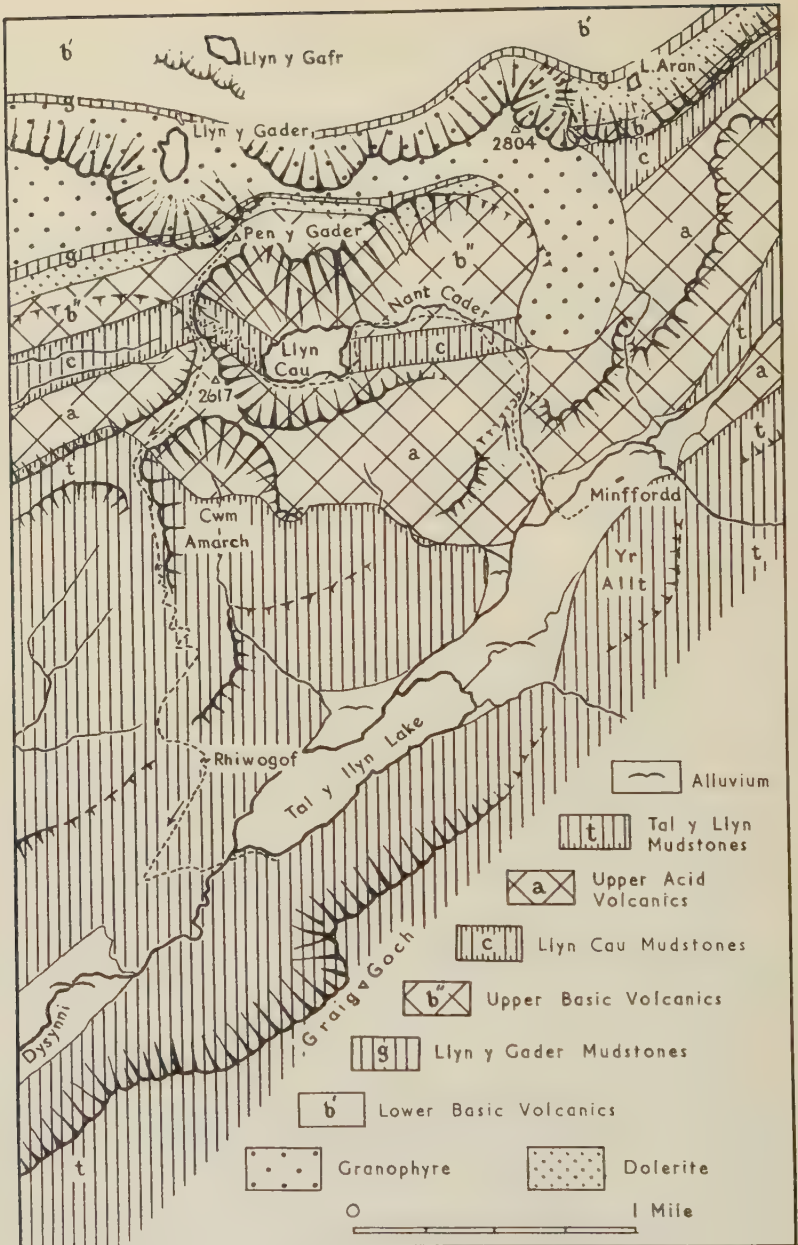 b'
b'
Llyn y Gafr
g
L. Aran
g
b"
Llyn y Gader
2804
c
a
Pen y Gader
b"
g
b"
Nant Cader
t
c
Llyn
Cau
c
a
2617
a
t
a
t
Minffordd
Cwm
Amarch
Yr
Allt
t
Rhiwogof
Tal y llyn Lake
Alluvium
t Tal y Llyn
Mudstones
a Upper Acid
Volcanics
c Llyn Cau Mudstones
Graig Goch
b" Upper Basic Volcanics
Dysynni
g Llyn y Gader Mudstones
b' Lower Basic Volcanics
t
Granophyre Dolerite
0 1 Mile